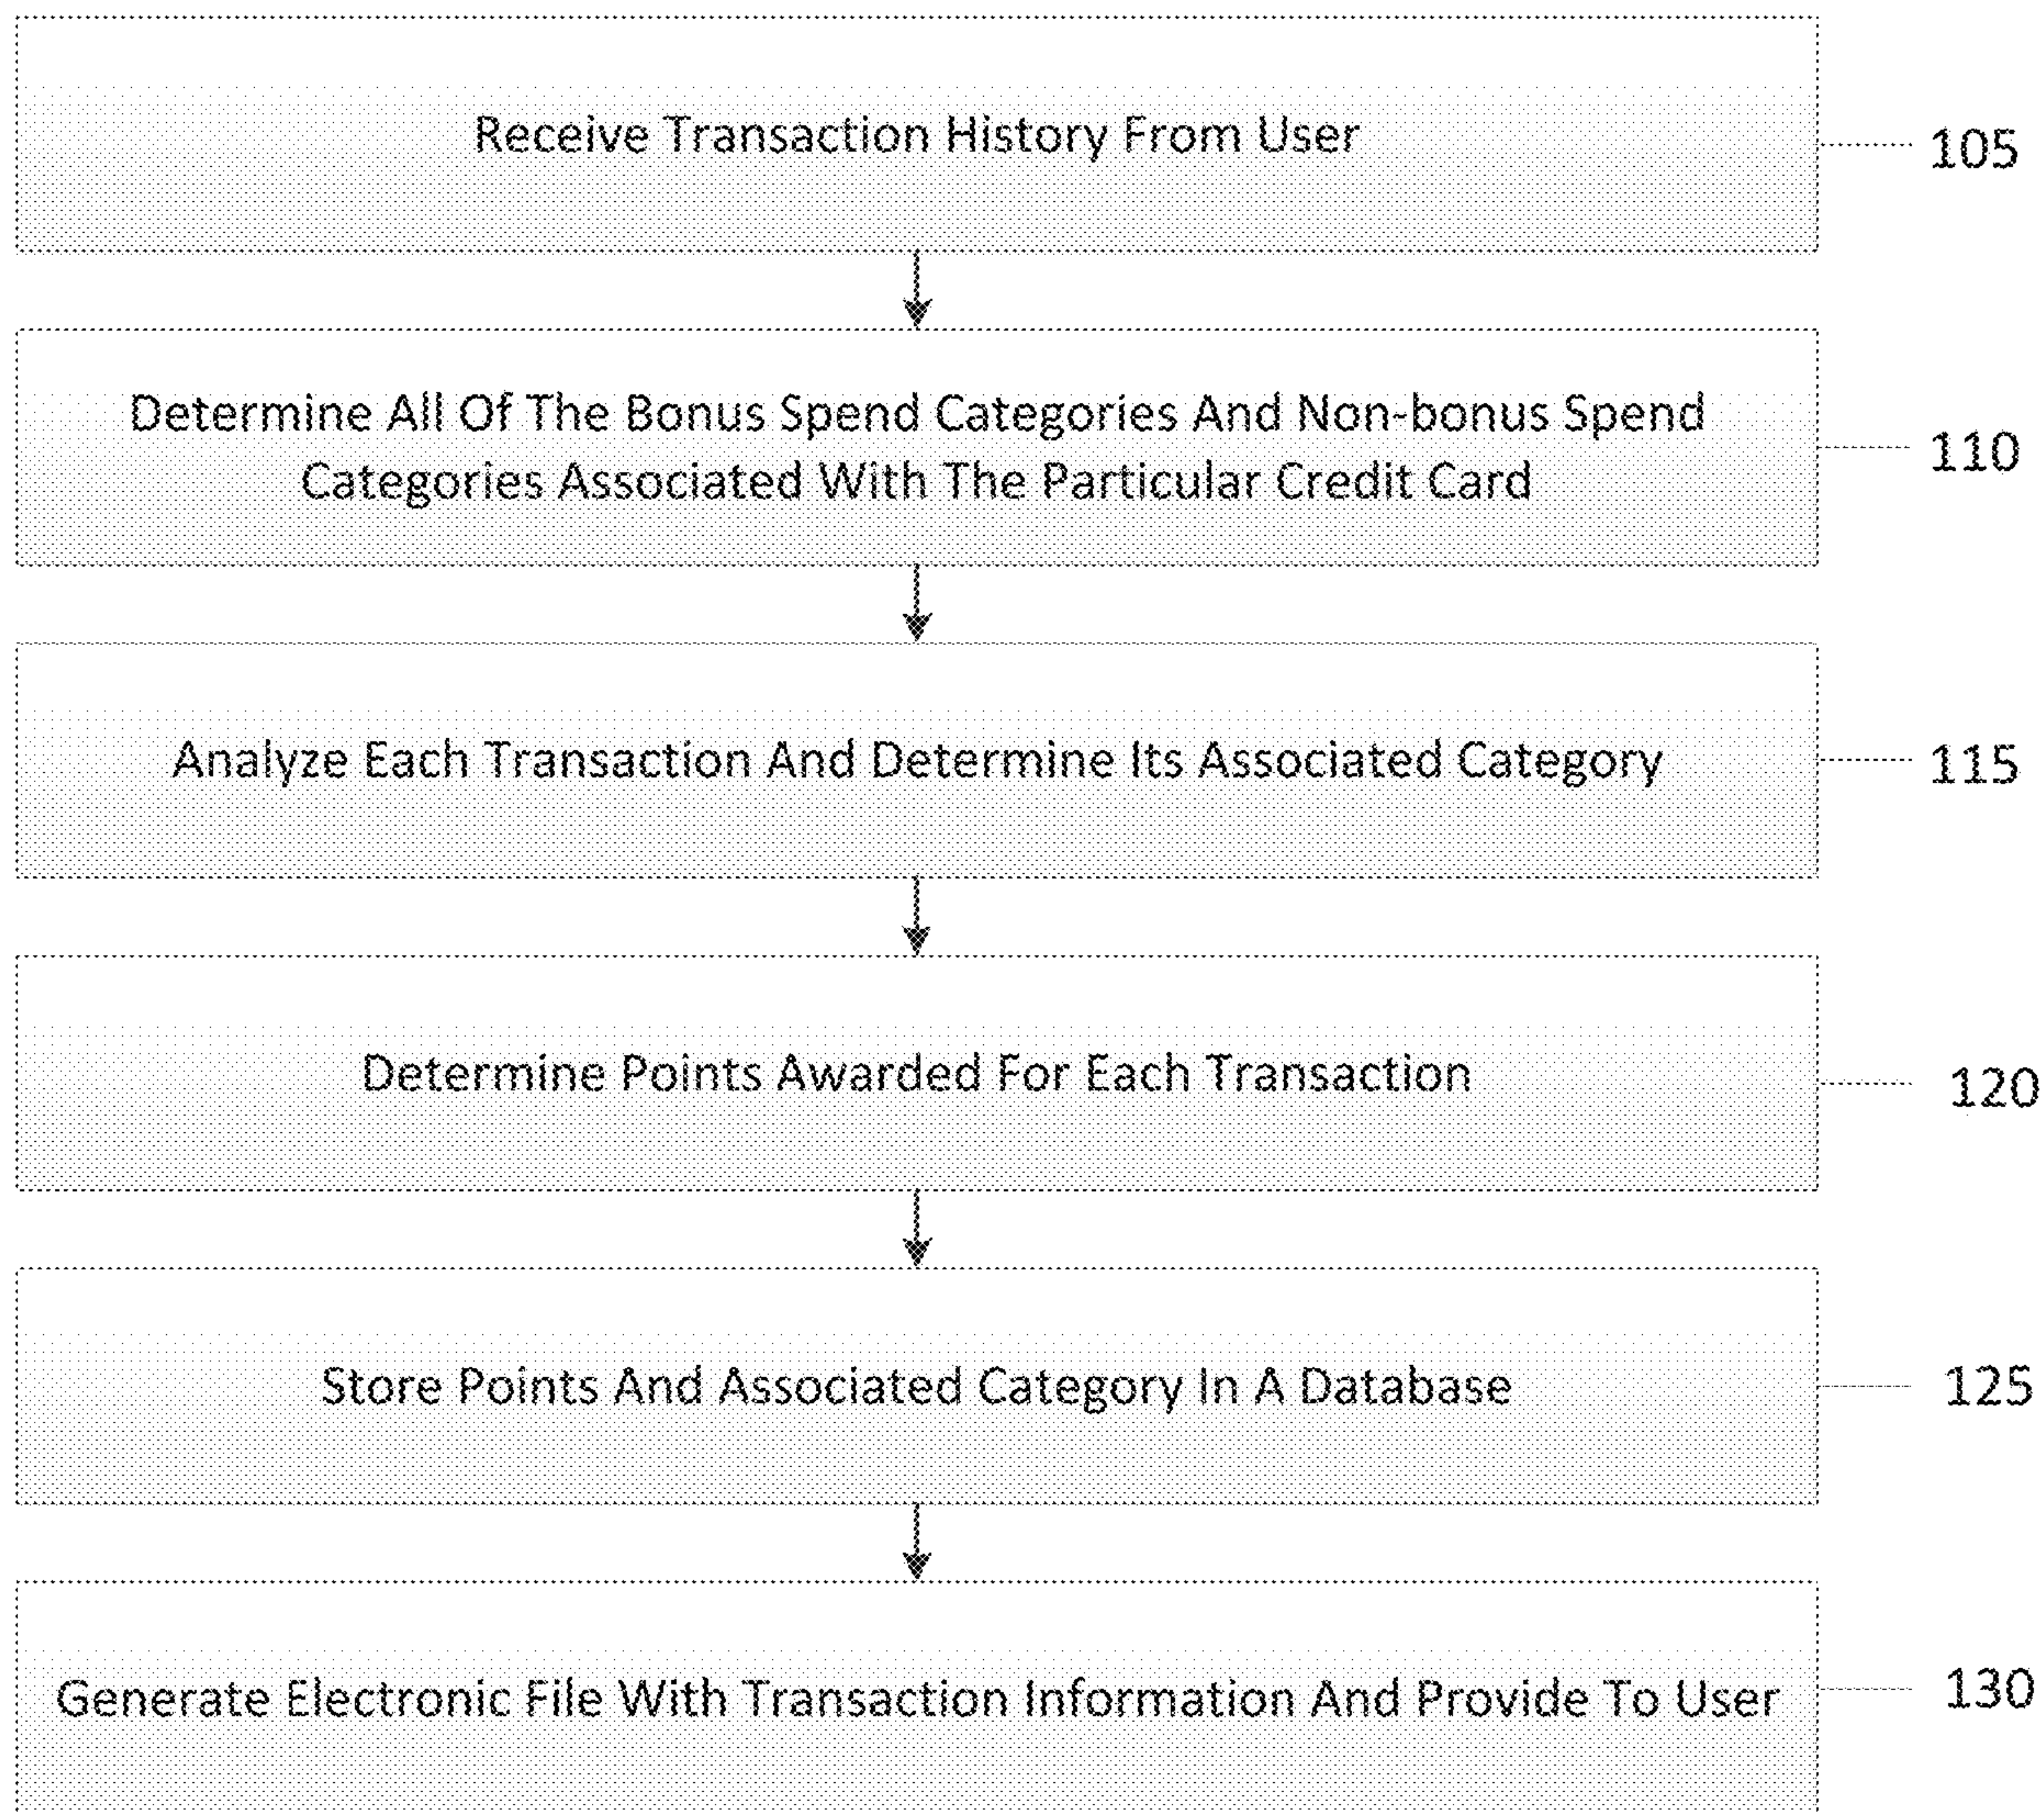 Receive Transaction History From User
105
Determine All Of The Bonus Spend Categories And Non-bonus Spend
Categories Associated With The Particular Credit Card
110
Analyze Each Transaction And Determine Its Associated Category
115
Determine Points Awarded For Each Transaction
120
Store Points And Associated Category In A Database
125
Generate Electronic File With Transaction Information And Provide To User
130